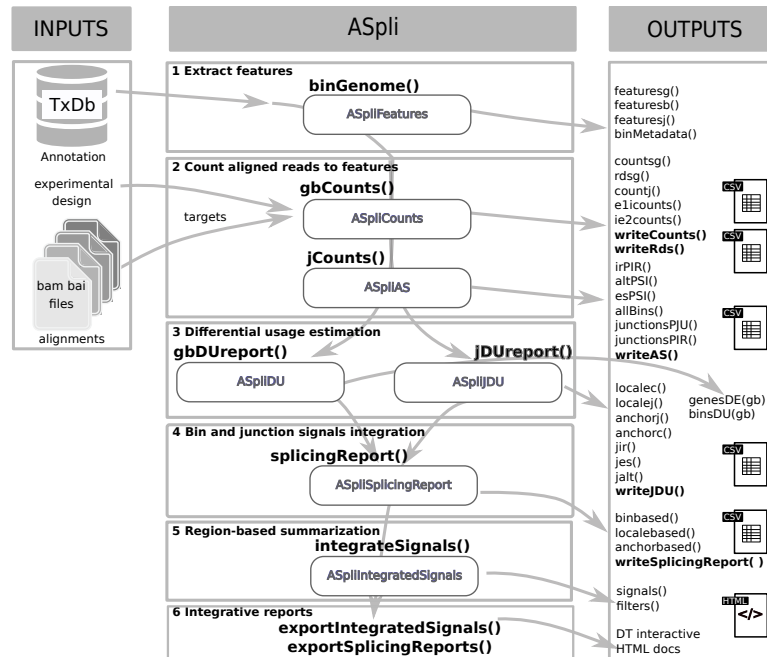 INPUTS
ASpli
OUTPUTS
TxDb
Annotation
experimental
design
targets
bam bai
files
alignments
1 Extract features
binGenome()
ASpliFeatures
2 Count aligned reads to features
gbCounts()
ASpliCounts
jCounts()
ASpliAS
3 Differential usage estimation
gbDUreport()
jDUreport()
ASpliDU
ASpliJDU
4 Bin and junction signals integration
splicingReport()
ASpliSplicingReport
5 Region-based summarization
integrateSignals()
ASpliIntegratedSignals
6 Integrative reports
exportIntegratedSignals()
exportSplicingReports()
featuresg()
featuresb()
featuresj()
binMetadata()
countsg()
rdsg()
countj()
e1icounts()
ie2counts()
writeCounts()
writeRds()
CSV
CSV
irPIR()
altPSI()
esPSI()
allBins()
junctionsPJU()
junctionsPIR()
writeAS()
CSV
genesDE(gb)
binsDU(gb)
localec()
localej()
anchorj()
anchorc()
jir()
jes()
jalt()
writeJDU()
CSV
binbased()
localebased()
anchorbased()
writeSplicingReport( )
CSV
signals()
filters()
HTML
</>
DT interactive
HTML docs